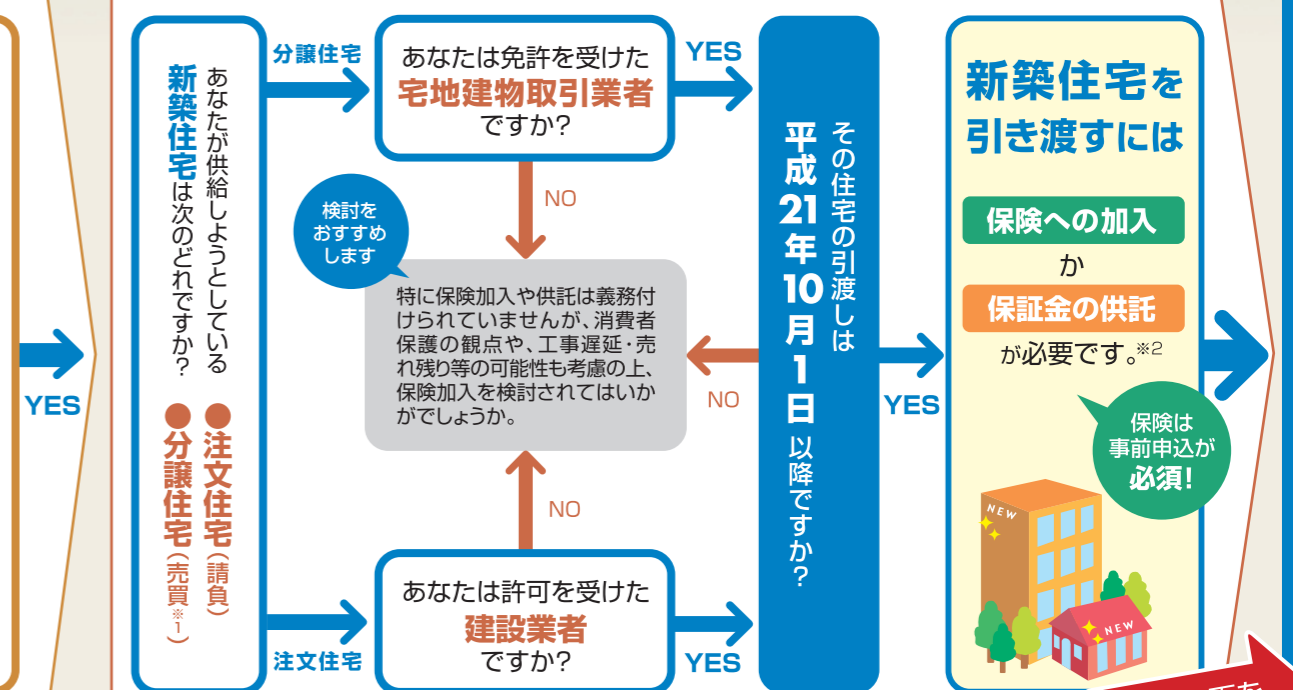 YES
あなたが供給しようとしている
新築住宅は次のどれですか？
●注文住宅（請負）
●分譲住宅（売買※1）
分譲住宅
あなたは免許を受けた
宅地建物取引業者
ですか？
YES
NO
検討を
おすすめ
します
特に保険加入や供託は義務付
けられていませんが、消費者
保護の観点や、工事遅延・売
れ残り等の可能性も考慮の上、
保険加入を検討されてはいか
がでしょうか。
NO
注文住宅
あなたは許可を受けた
建設業者
ですか？
YES
その住宅の引渡しは
平成21年10月1日以降ですか？
NO
YES
新築住宅を
引き渡すには
保険への加入
か
保証金の供託
が必要です。※2
保険は
事前申込が
必須！
NEW
NEW